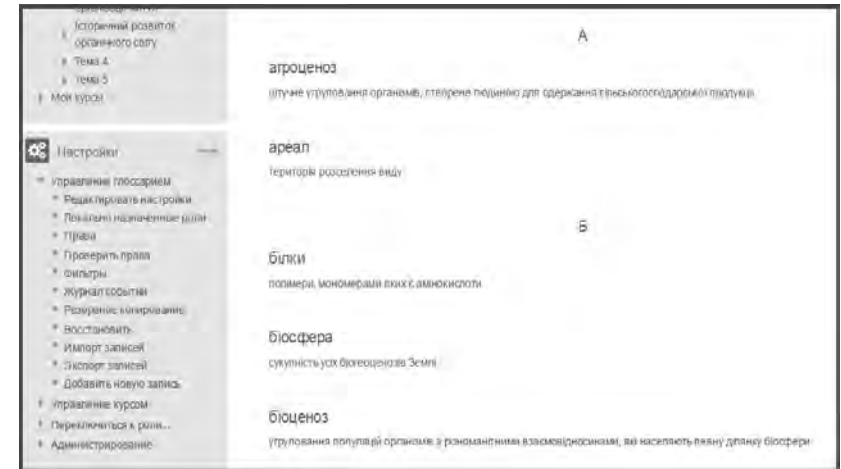 Історичний розвиток
органічного світу
Тема 4
Тема 5
Мои курсы
Настройки
Управление глоссарием
Редактировать настройки
Локально назначенные роли
Права
Проверить права
Фильтры
Журнал событий
Резервное копирование
Восстановить
Импорт записей
Экспорт записей
Добавить новую запись
Управление курсом
Переключиться к роли...
Администрирование
А
агроценоз
штучне угруповання організмів, створене людиною для одержання сільськогосподарської продукції
ареал
територія розселення виду
Б
білки
полімери, мономерами яких є амінокислоти
біосфера
сукупність усіх біогеоценозів Землі
біоценоз
угруповання популяцій організмів з різноманітними взаємовідносинами, які населяють певну ділянку біосфери